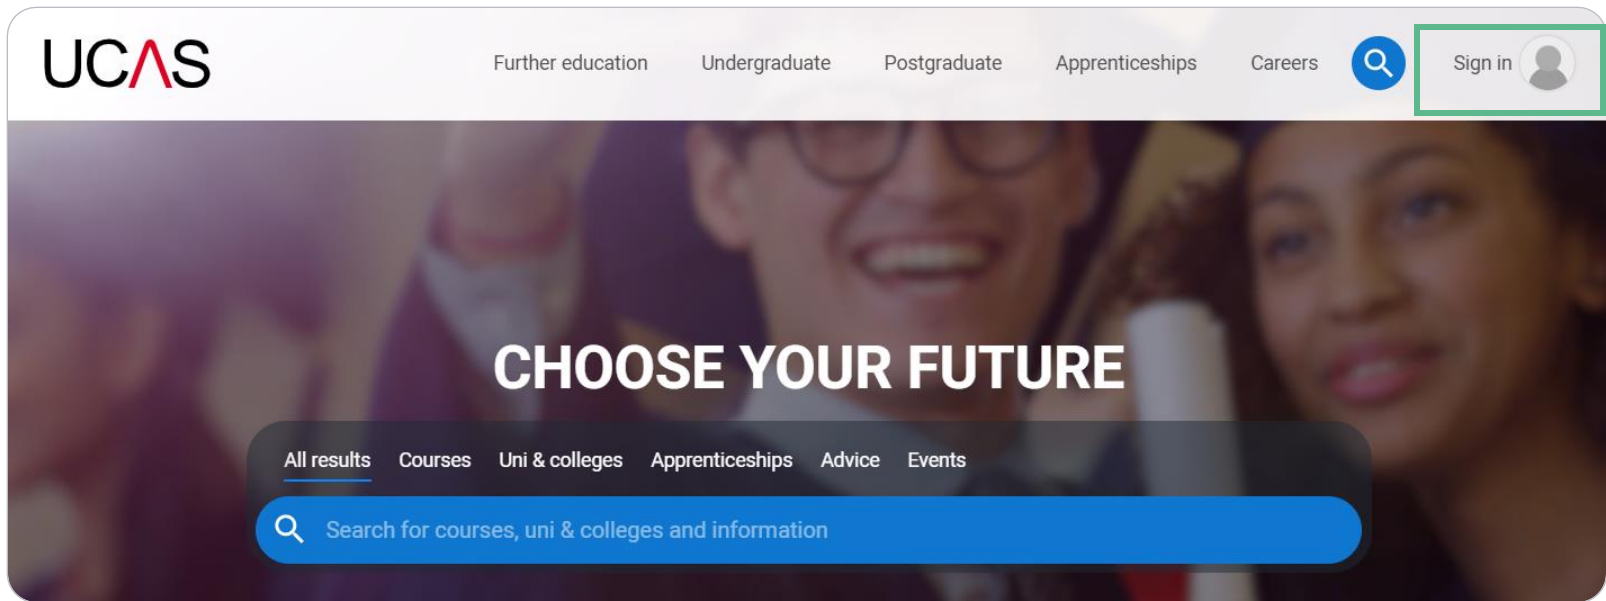 UCAS
Further education Undergraduate Postgraduate Apprenticeships Careers Sign in
CHOOSE YOUR FUTURE
All results Courses Uni & colleges Apprenticeships Advice Events
Search for courses, uni & colleges and information